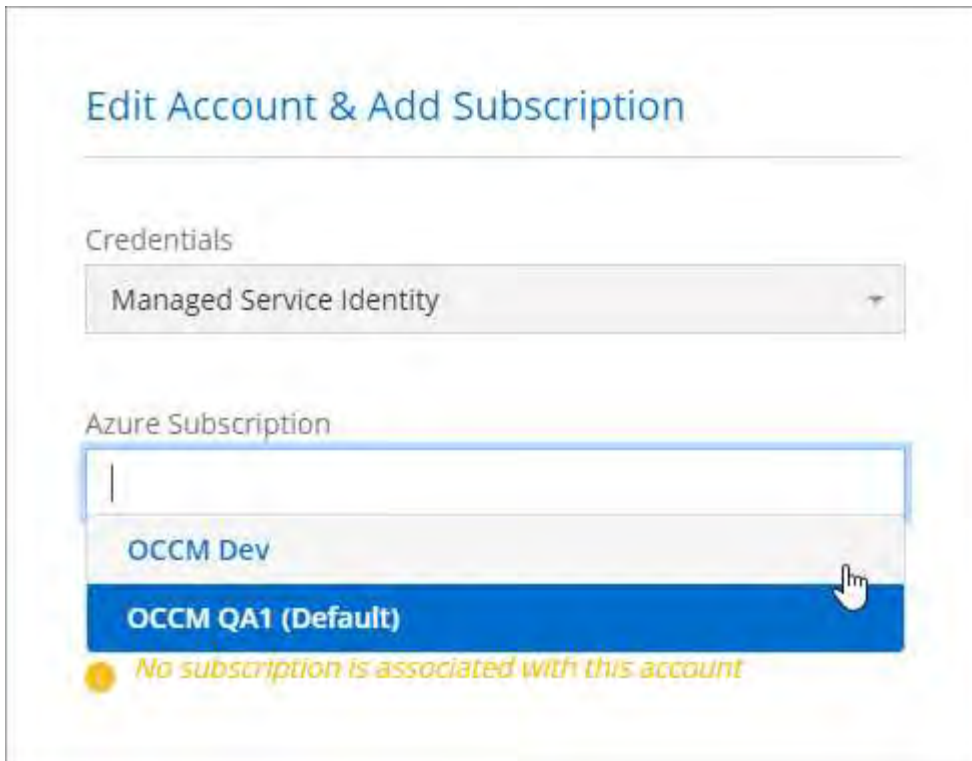 Edit Account & Add Subscription
Credentials
Managed Service Identity
Azure Subscription
OCCM Dev
OCCM QA1 (Default)
No subscription is associated with this account